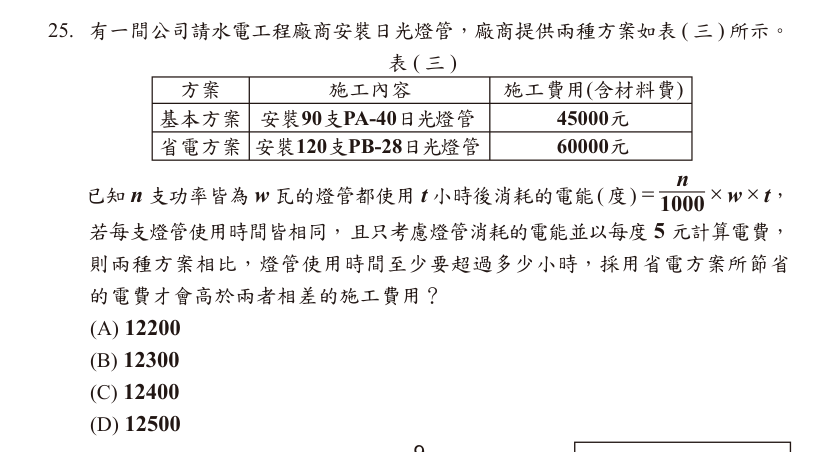 25. 有一間公司請水電工程廠商安裝日光燈管，廠商提供兩種方案如表(三)所示。
表(三)
方案 施工內容 施工費用(含材料費)
基本方案 安裝90支PA-40日光燈管 45000元
省電方案 安裝120支PB-28日光燈管 60000元
已知 n 支功率皆為 w 瓦的燈管都使用 t 小時後消耗的電能(度)=n/1000×w×t，
若每支燈管使用時間皆相同，且只考慮燈管消耗的電能並以每度 5 元計算電費，
則兩種方案相比，燈管使用時間至少要超過多少小時，採用省電方案所節省
的電費才會高於兩者相差的施工費用？
(A) 12200
(B) 12300
(C) 12400
(D) 12500